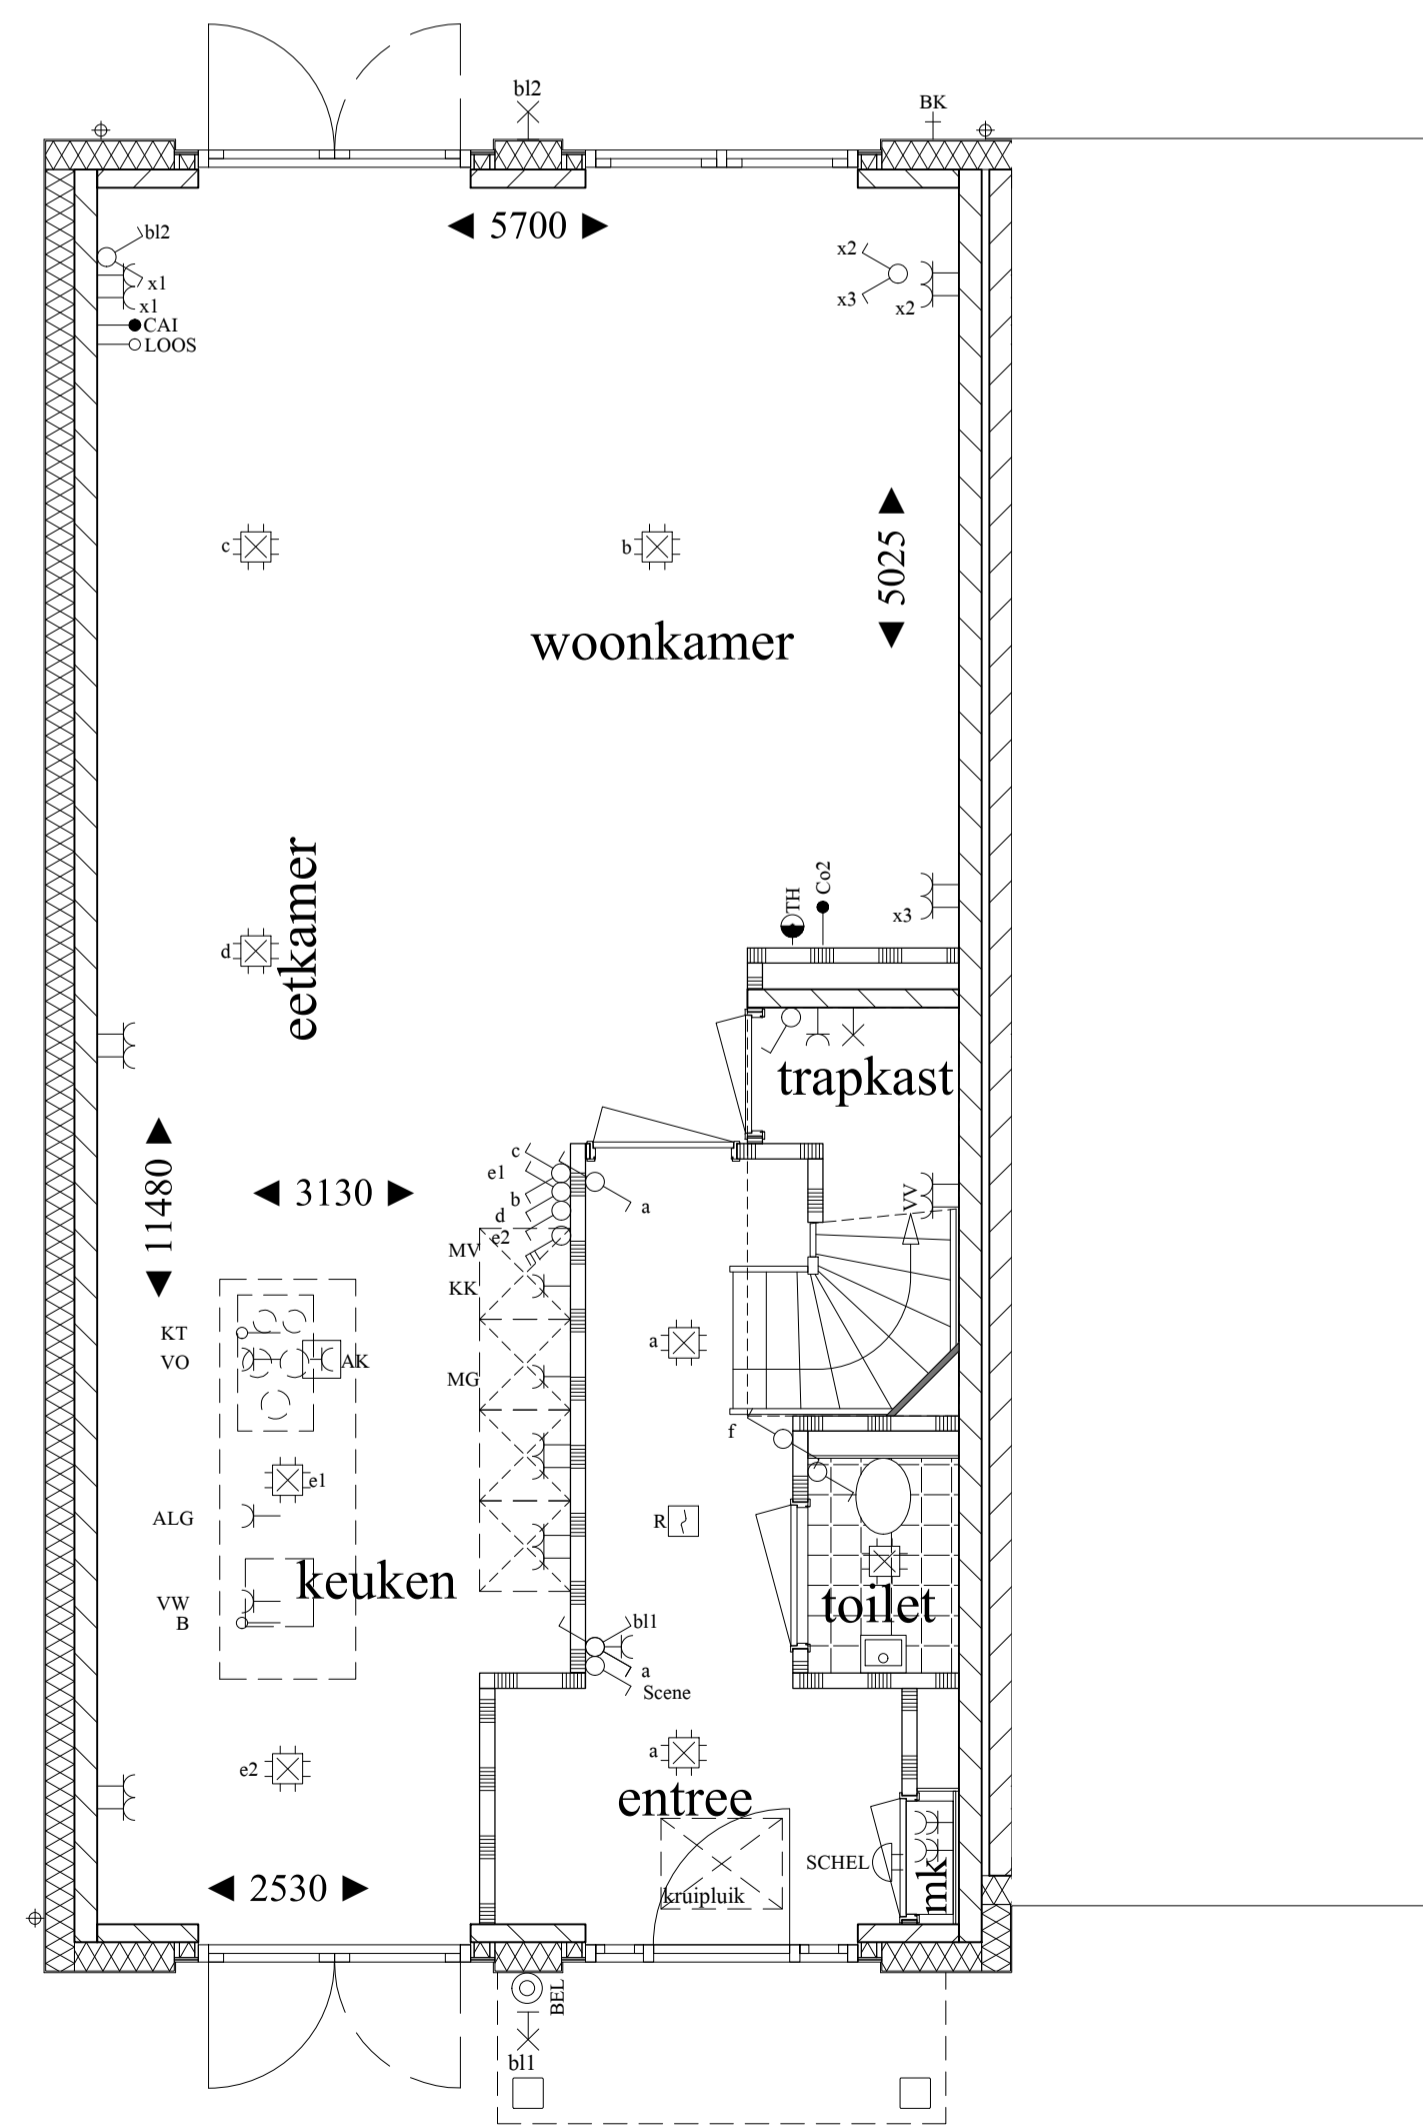 bl2
BK
◄ 5700 ►
bl2
x1
x1
CAI
LOOS
x2
x3
x2
c
b
◄ 5025 ►
woonkamer
eetkamer
d
TH
Co2
x3
trapkast
◄ 11480 ►
◄ 3130 ►
c
e1
b
d
e2
a
VV
MV
KK
KT
VO
AK
MG
a
f
e1
ALG
R
keuken
VW
B
toilet
bl1
a
Scene
e2
a
entree
SCHEL
mk
kruipluik
◄ 2530 ►
BEL
bl1